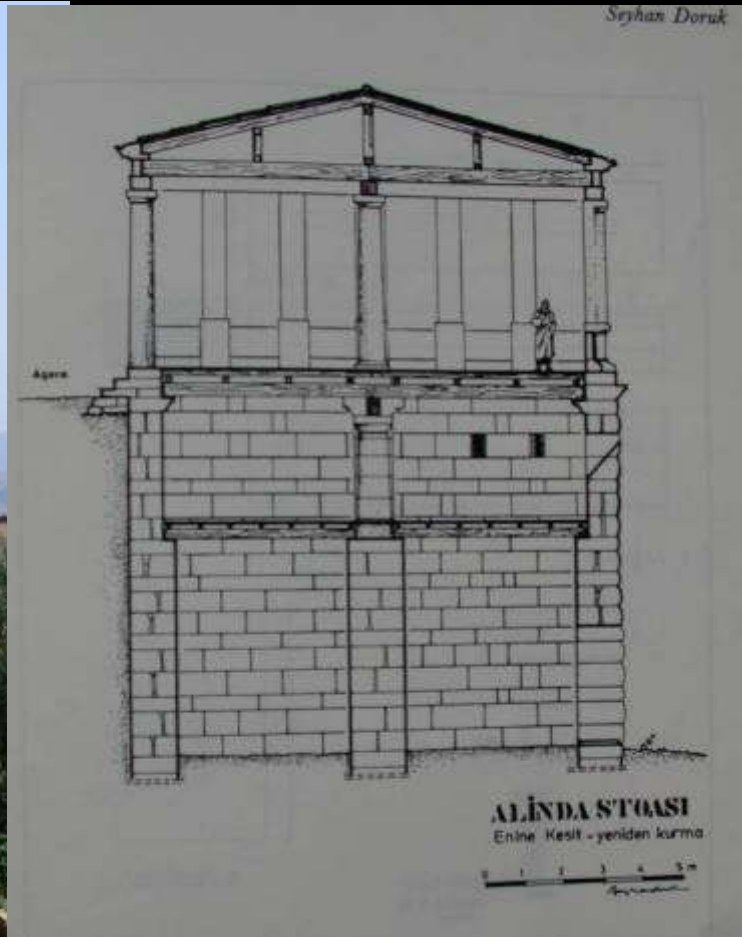 Seyhan Doruk
Agora
ALİNDA STOASI
Enine Kesit - yeniden kurma
0 1 2 3 4 5 m